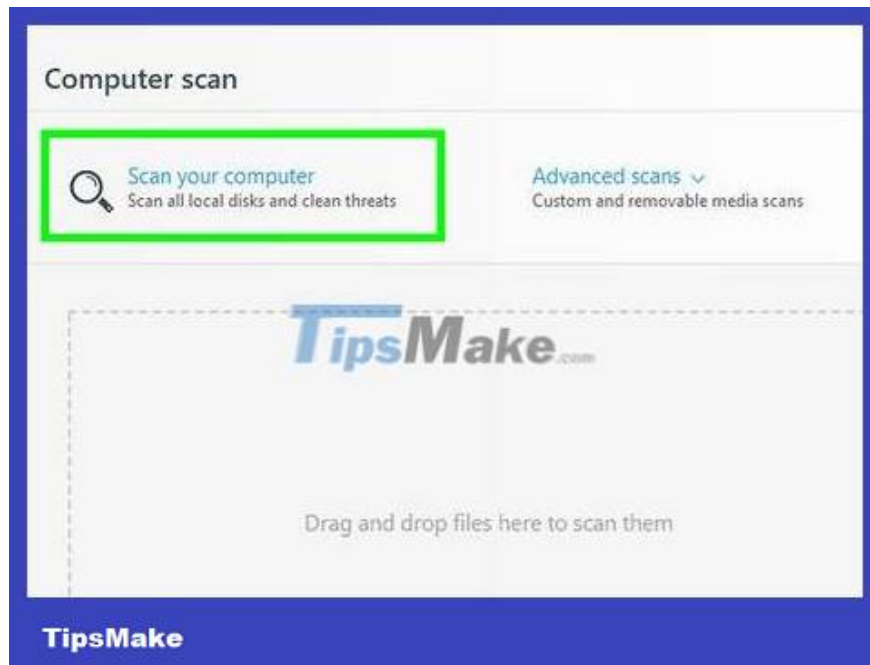 Computer scan
Scan your computer
Scan all local disks and clean threats
Advanced scans
Custom and removable media scans
TipsMake.com
Drag and drop files here to scan them
TipsMake